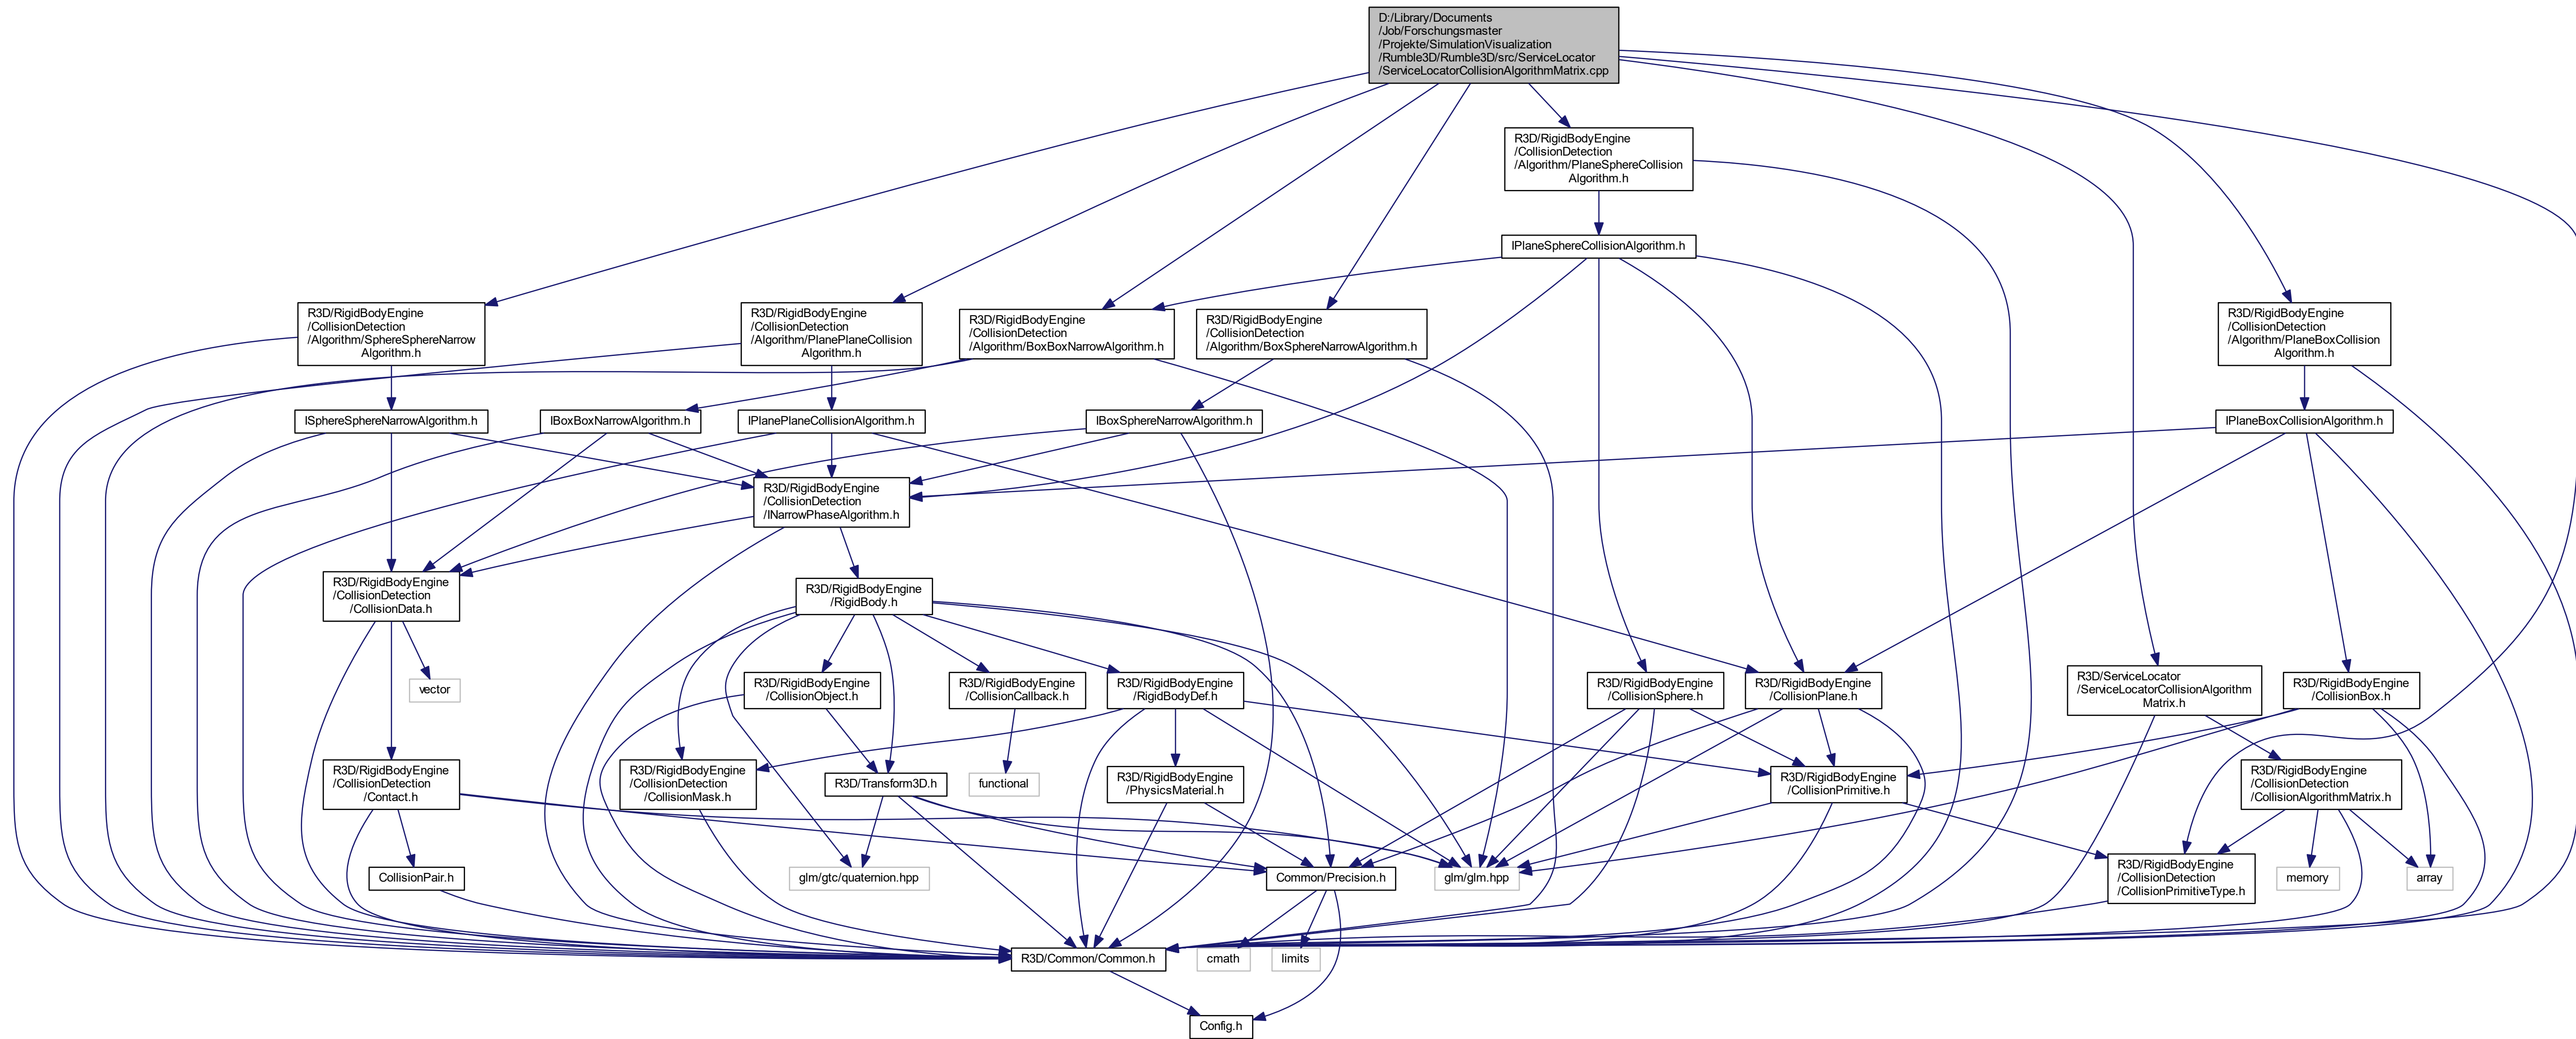 D:/Library/Documents
/Job/Forschungsmaster
/Projekte/SimulationVisualization
/Rumble3D/Rumble3D/src/ServiceLocator
/ServiceLocatorCollisionAlgorithmMatrix.cpp
R3D/RigidBodyEngine
/CollisionDetection
/Algorithm/PlaneSphereCollision
Algorithm.h
IPlaneSphereCollisionAlgorithm.h
R3D/RigidBodyEngine
/CollisionDetection
/Algorithm/SphereSphereNarrow
Algorithm.h
R3D/RigidBodyEngine
/CollisionDetection
/Algorithm/PlanePlaneCollision
Algorithm.h
R3D/RigidBodyEngine
/CollisionDetection
/Algorithm/BoxBoxNarrowAlgorithm.h
R3D/RigidBodyEngine
/CollisionDetection
/Algorithm/BoxSphereNarrowAlgorithm.h
R3D/RigidBodyEngine
/CollisionDetection
/Algorithm/PlaneBoxCollision
Algorithm.h
ISphereSphereNarrowAlgorithm.h
IBoxBoxNarrowAlgorithm.h
IPlanePlaneCollisionAlgorithm.h
IBoxSphereNarrowAlgorithm.h
IPlaneBoxCollisionAlgorithm.h
R3D/RigidBodyEngine
/CollisionDetection
/INarrowPhaseAlgorithm.h
R3D/RigidBodyEngine
/CollisionDetection
/CollisionData.h
R3D/RigidBodyEngine
/RigidBody.h
vector
R3D/RigidBodyEngine
/CollisionObject.h
R3D/RigidBodyEngine
/CollisionCallback.h
R3D/RigidBodyEngine
/RigidBodyDef.h
R3D/RigidBodyEngine
/CollisionSphere.h
R3D/RigidBodyEngine
/CollisionPlane.h
R3D/ServiceLocator
/ServiceLocatorCollisionAlgorithm
Matrix.h
R3D/RigidBodyEngine
/CollisionBox.h
R3D/RigidBodyEngine
/CollisionDetection
/Contact.h
R3D/RigidBodyEngine
/CollisionDetection
/CollisionMask.h
R3D/Transform3D.h
functional
R3D/RigidBodyEngine
/PhysicsMaterial.h
R3D/RigidBodyEngine
/CollisionPrimitive.h
R3D/RigidBodyEngine
/CollisionDetection
/CollisionAlgorithmMatrix.h
CollisionPair.h
glm/gtc/quaternion.hpp
Common/Precision.h
glm/glm.hpp
R3D/RigidBodyEngine
/CollisionDetection
/CollisionPrimitiveType.h
memory
array
R3D/Common/Common.h
cmath
limits
Config.h